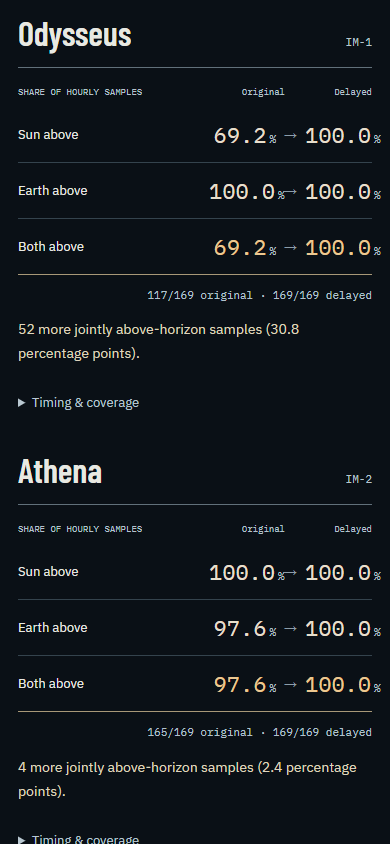 Odysseus IM-1
SHARE OF HOURLY SAMPLES Original Delayed
Sun above 69.2% → 100.0%
Earth above 100.0% → 100.0%
Both above 69.2% → 100.0%
117/169 original · 169/169 delayed
52 more jointly above-horizon samples (30.8
percentage points).
▶ Timing & coverage
Athena IM-2
SHARE OF HOURLY SAMPLES Original Delayed
Sun above 100.0% → 100.0%
Earth above 97.6% → 100.0%
Both above 97.6% → 100.0%
165/169 original · 169/169 delayed
4 more jointly above-horizon samples (2.4 percentage
points).
▶ Timing & coverage